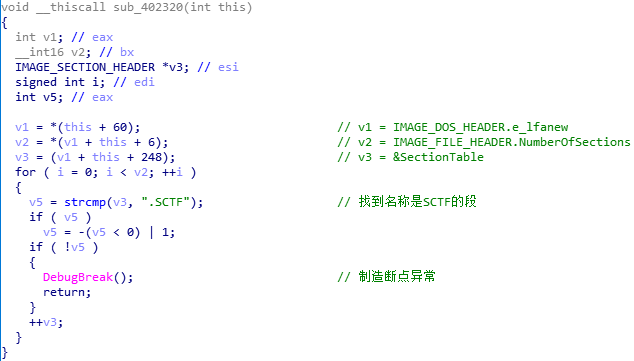 void __thiscall sub_402320(int this)
{
  int v1; // eax
  __int16 v2; // bx
  IMAGE_SECTION_HEADER *v3; // esi
  signed int i; // edi
  int v5; // eax

  v1 = *(this + 60);                             // v1 = IMAGE_DOS_HEADER.e_lfanew
  v2 = *(v1 + this + 6);                         // v2 = IMAGE_FILE_HEADER.NumberOfSections
  v3 = (v1 + this + 248);                        // v3 = &SectionTable
  for ( i = 0; i < v2; ++i )
  {
    v5 = strcmp(v3, ".SCTF");                    // 找到名称是SCTF的段
    if ( v5 )
      v5 = -(v5 < 0) | 1;
    if ( !v5 )
    {
      DebugBreak();                              // 制造断点异常
      return;
    }
    ++v3;
  }
}